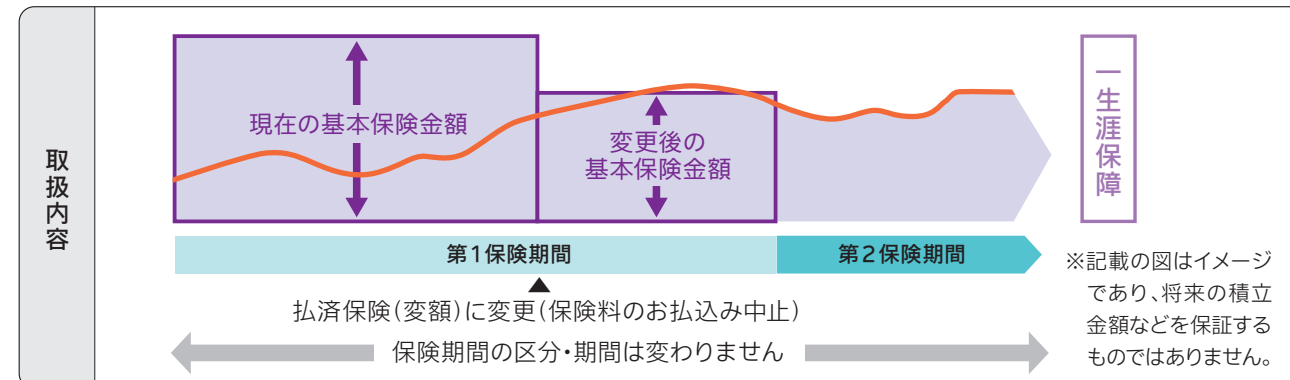 取扱内容
現在の基本保険金額
変更後の
基本保険金額
一生涯保障
第1保険期間
第2保険期間
払済保険(変額)に変更(保険料のお払込み中止)
保険期間の区分・期間は変わりません
※記載の図はイメージ
であり、将来の積立
金額などを保証する
ものではありません。